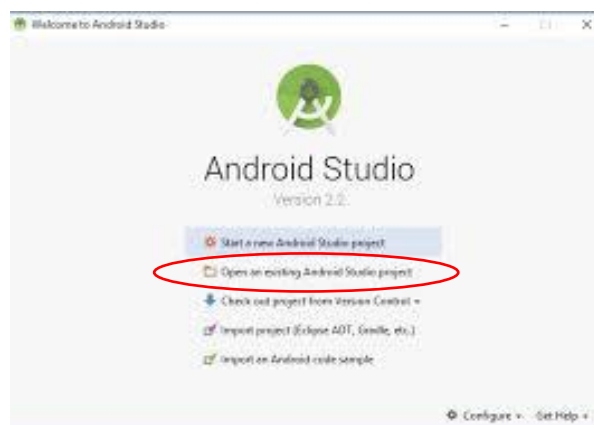 Welcome to Android Studio
Android Studio
Version 2.2
Start a new Android Studio project
Open an existing Android Studio project
Check out project from Version Control
Import project (Eclipse ADT, Gradle, etc.)
Import an Android code sample
Configure Get Help